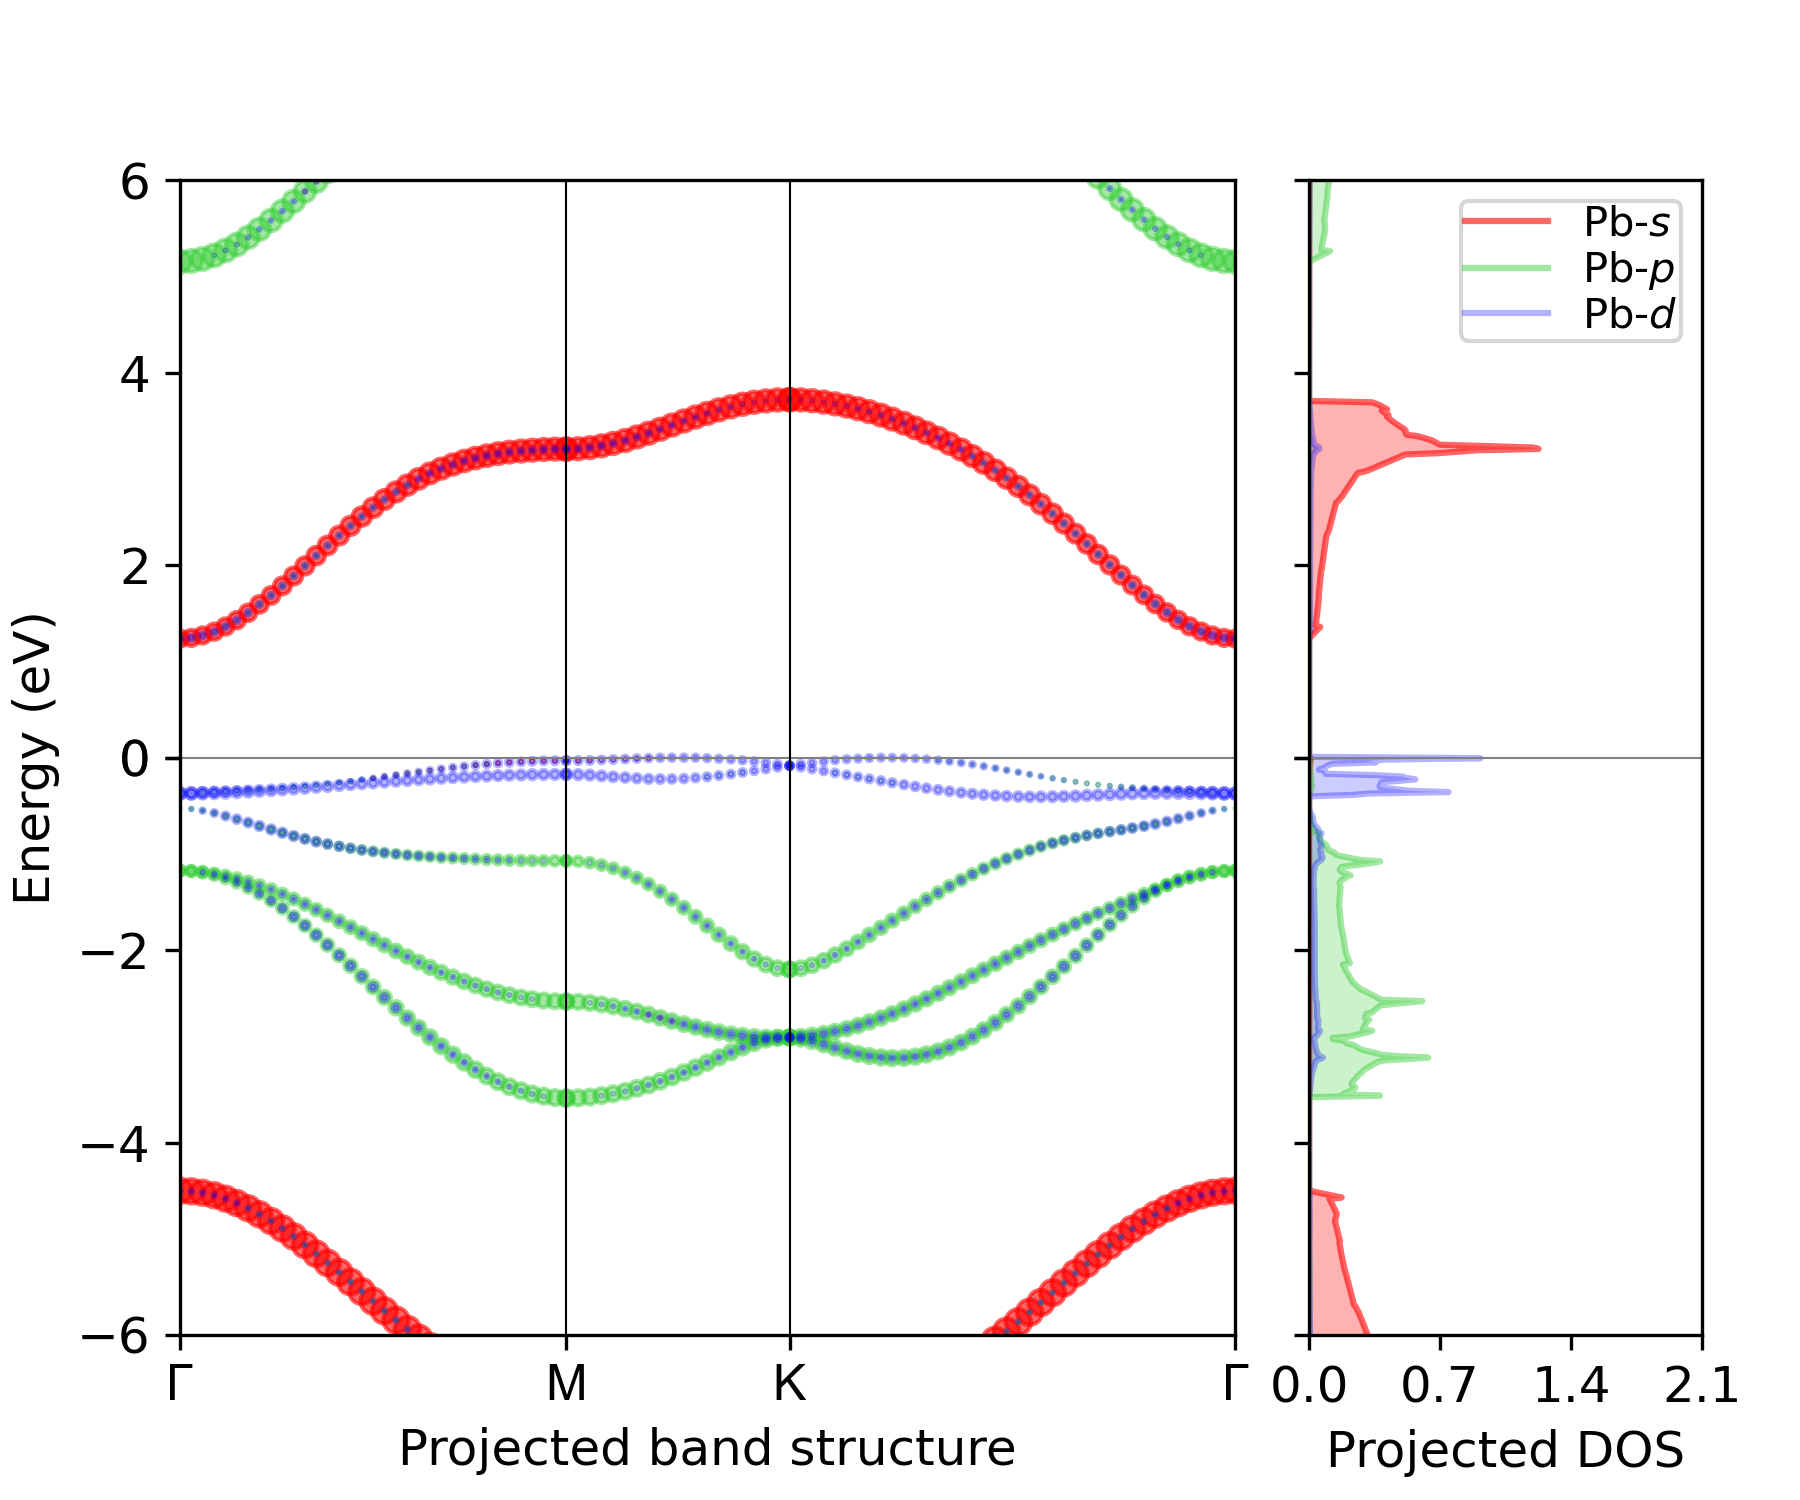 6
4
2
0
−2
−4
−6
Energy (eV)
Γ M K Γ
Projected band structure
Pb-s
Pb-p
Pb-d
0.0 0.7 1.4 2.1
Projected DOS